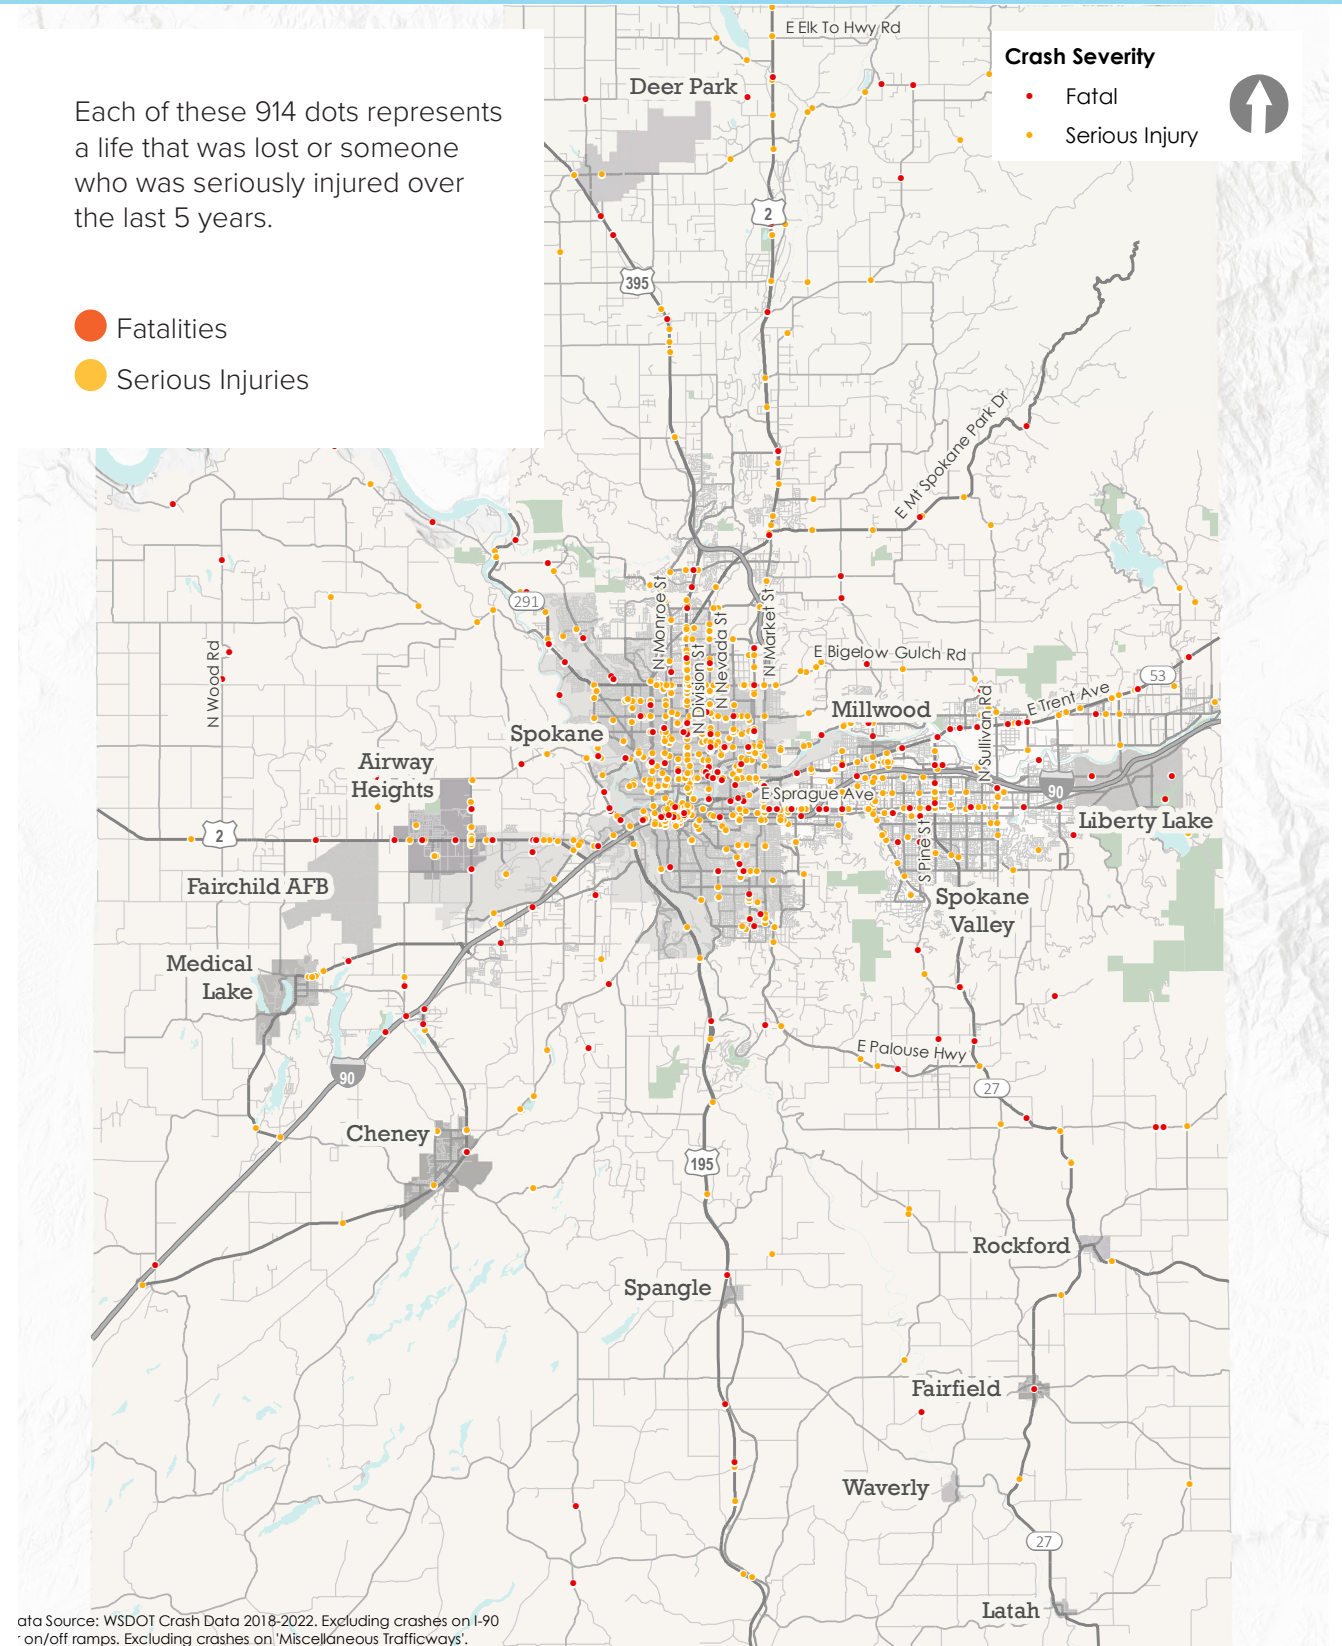 Each of these 914 dots represents
a life that was lost or someone
who was seriously injured over
the last 5 years.
Fatalities
Serious Injuries
Crash Severity
Fatal
Serious Injury
E Elk To Hwy Rd
Deer Park
2
395
E Mt Spokane Park Dr
291
N Monroe St
N Division St
N Nevada St
N Market St
E Bigelow Gulch Rd
N Wood Rd
53
E Trent Ave
N Sullivan Rd
Millwood
Spokane
Airway
Heights
E Sprague Ave
90
Liberty Lake
2
S Pine St
Fairchild AFB
Spokane
Valley
Medical
Lake
E Palouse Hwy
90
27
Cheney
195
Rockford
Spangle
Fairfield
Waverly
27
Latah
ata Source: WSDOT Crash Data 2018-2022. Excluding crashes on I-90
on/off ramps. Excluding crashes on 'Miscellaneous Trafficways'.